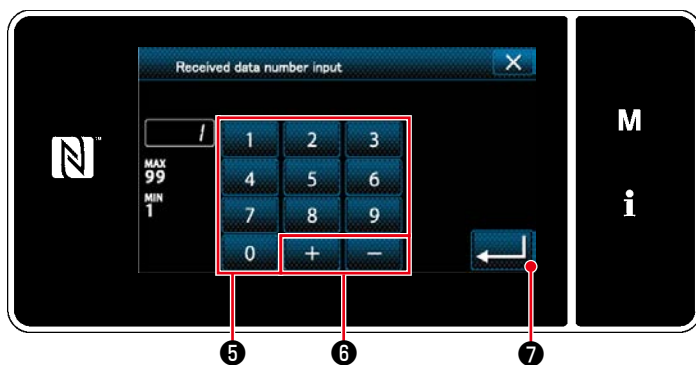 Received data number input
1
MAX
99
MIN
1
1 2 3
4 5 6
7 8 9
0 + −
M
i
N™
❺ ❻ ❼